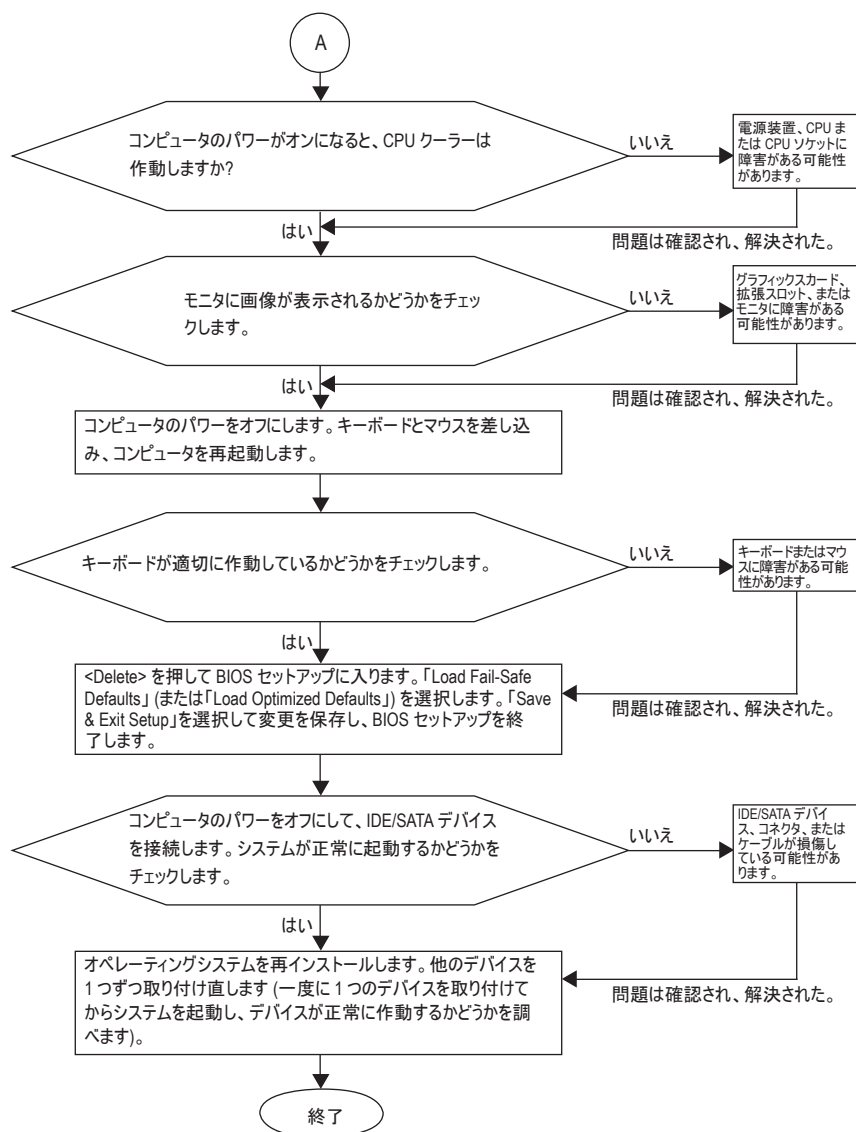 A
コンピュータのパワーがオンになると、CPU クーラーは
作動しますか?
いいえ
電源装置、CPU ま
たは CPU ソケットに
障害がある可能性
があります。
はい
問題は確認され、解決された。
モニタに画像が表示されるかどうかをチェッ
クします。
いいえ
グラフィックスカード、
拡張スロット、または
モニタに障害がある
可能性があります。
はい
問題は確認され、解決された。
コンピュータのパワーをオフにします。キーボードとマウスを差し込
み、コンピュータを再起動します。
キーボードが適切に作動しているかどうかをチェックします。
いいえ
キーボードまたはマウ
スに障害がある可能
性があります。
はい
<Delete> を押して BIOS セットアップに入ります。「Load Fail-Safe
Defaults」 (または「Load Optimized Defaults」) を選択します。「Save
& Exit Setup」を選択して変更を保存し、BIOS セットアップを終
了します。
問題は確認され、解決された。
コンピュータのパワーをオフにして、IDE/SATA デバイス
を接続します。システムが正常に起動するかどうかを
チェックします。
いいえ
IDE/SATA デバイ
ス、コネクタ、または
ケーブルが損傷し
ている可能性があ
ります。
はい
オペレーティングシステムを再インストールします。他のデバイスを
1 つずつ取り付け直します (一度に 1 つのデバイスを取り付けて
からシステムを起動し、デバイスが正常に作動するかどうかを調
べます)。
問題は確認され、解決された。
終了